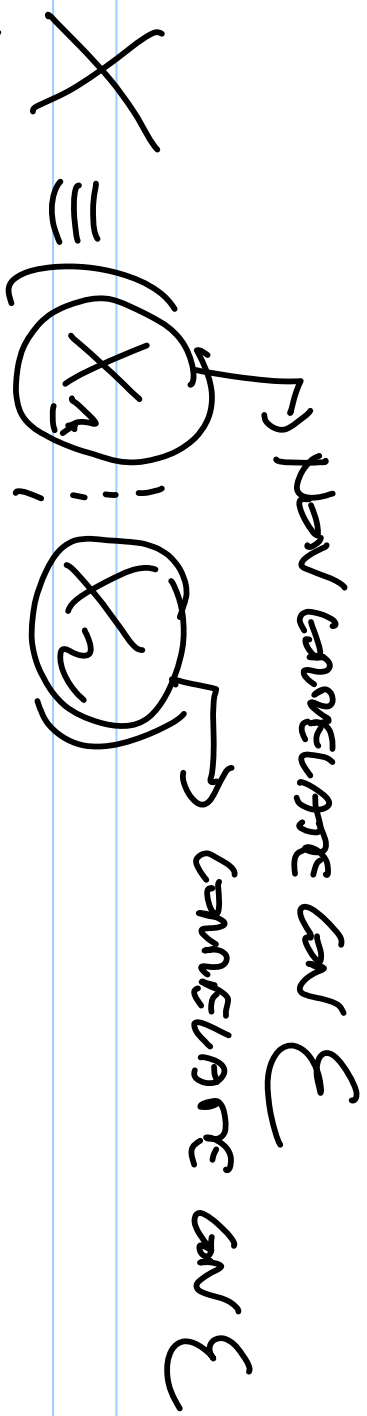 X ≡ (X₁ ¦ X₂)
NON CORRELATE CON ε
CORRELATE CON ε